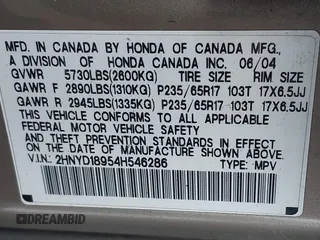 MFD. IN CANADA BY HONDA OF CANADA MFG.,
A DIVISION OF HONDA CANADA INC. 06/04
GVWR 5730LBS(2600KG) TIRE SIZE RIM SIZE
GAWR F 2890LBS(1310KG) P235/65R17 103T 17X6.5JJ
GAWR R 2945LBS(1335KG) P235/65R17 103T 17X6.5JJ
THIS VEHICLE CONFORMS TO ALL APPLICABLE
FEDERAL MOTOR VEHICLE SAFETY
STANDARDS IN EFFECT ON THE
DATE OF MANUFACTURE SHOWN ABOVE.
V.I.N.: 2HNYD18954H546286 TYPE: MPV
DREAMBID